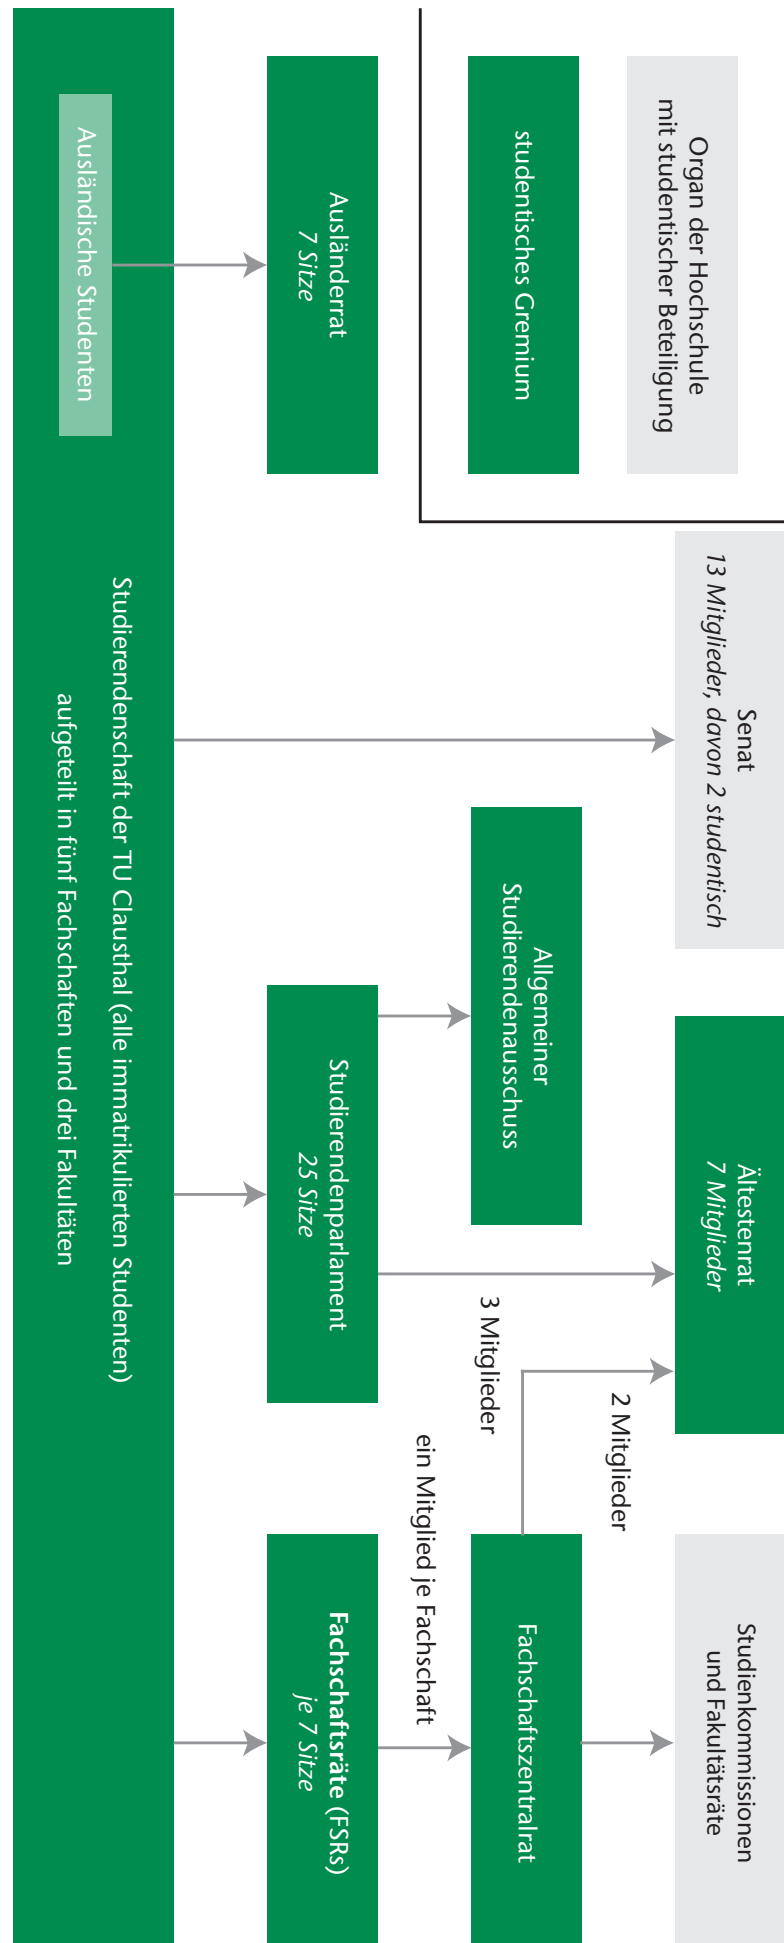 Organ der Hochschule
mit studentischer Beteiligung
studentisches Gremium
Senat
13 Mitglieder, davon 2 studentisch
Ältestenrat
7 Mitglieder
Studienkommissionen
und Fakultätsräte
2 Mitglieder
3 Mitglieder
Allgemeiner
Studierendenausschuss
Fachschaftszentralrat
ein Mitglied je Fachschaft
Ausländerrat
7 Sitze
Studierendenparlament
25 Sitze
Fachschaftsräte (FSRs)
je 7 Sitze
Ausländische Studenten
Studierendenschaft der TU Clausthal (alle immatrikulierten Studenten)
aufgeteilt in fünf Fachschaften und drei Fakultäten